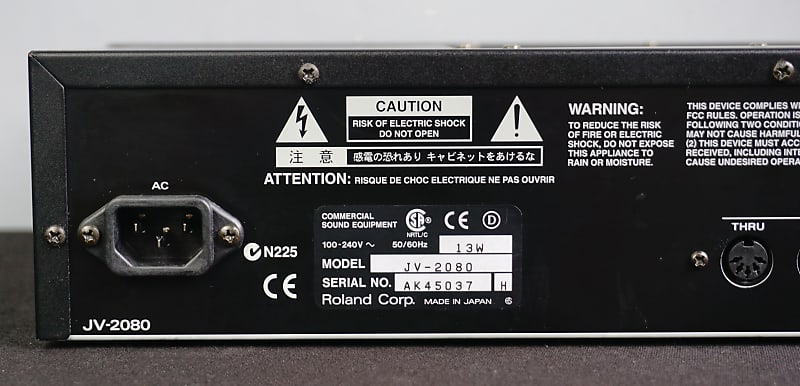 CAUTION
RISK OF ELECTRIC SHOCK
DO NOT OPEN
注 意
感電の恐れあり キャビネットをあけるな
ATTENTION: RISQUE DE CHOC ELECTRIQUE NE PAS OUVRIR
WARNING:
TO REDUCE THE RISK
OF FIRE OR ELECTRIC
SHOCK, DO NOT EXPOSE
THIS APPLIANCE TO
RAIN OR MOISTURE.
THIS DEVICE COMPLIES
FCC RULES. OPERATION IS
FOLLOWING TWO
MAY NOT CAUSE
(2) THIS DEVICE MUST
RECEIVED, INCLUDING
CAUSE UNDESIRED
AC
N225
CE
COMMERCIAL
SOUND EQUIPMENT
NRTL/C
CE
D
100-240V ~ 50/60Hz 13W
MODEL JV-2080
SERIAL NO. AK45037 H
Roland Corp. MADE IN JAPAN
THRU
JV-2080